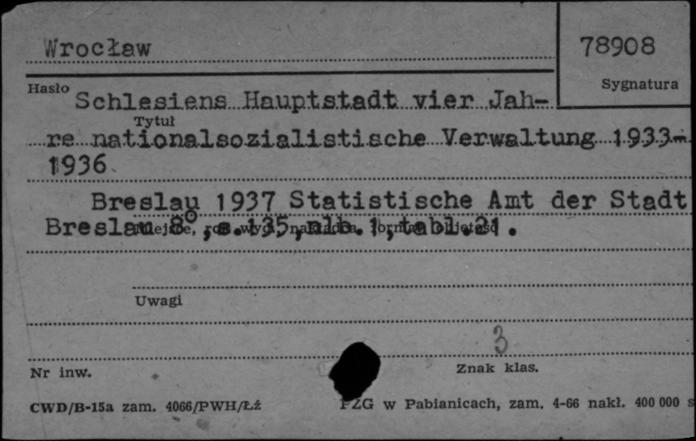 Wrocław
78908
Hasło
Sygnatura
Schlesiens Hauptstadt vier Jah-
Tytuł
re nationalsozialistische Verwaltung 1933-
1936
Breslau 1937 Statistische Amt der Stadt
Breslau 8°, s.135, nlb.1, tabl.21.
Uwagi
3
Nr inw.
Znak klas.
CWD/B-15a zam. 4066/PWH/Łź
PZG w Pabianicach, zam. 4-66 nakł. 400 000 s